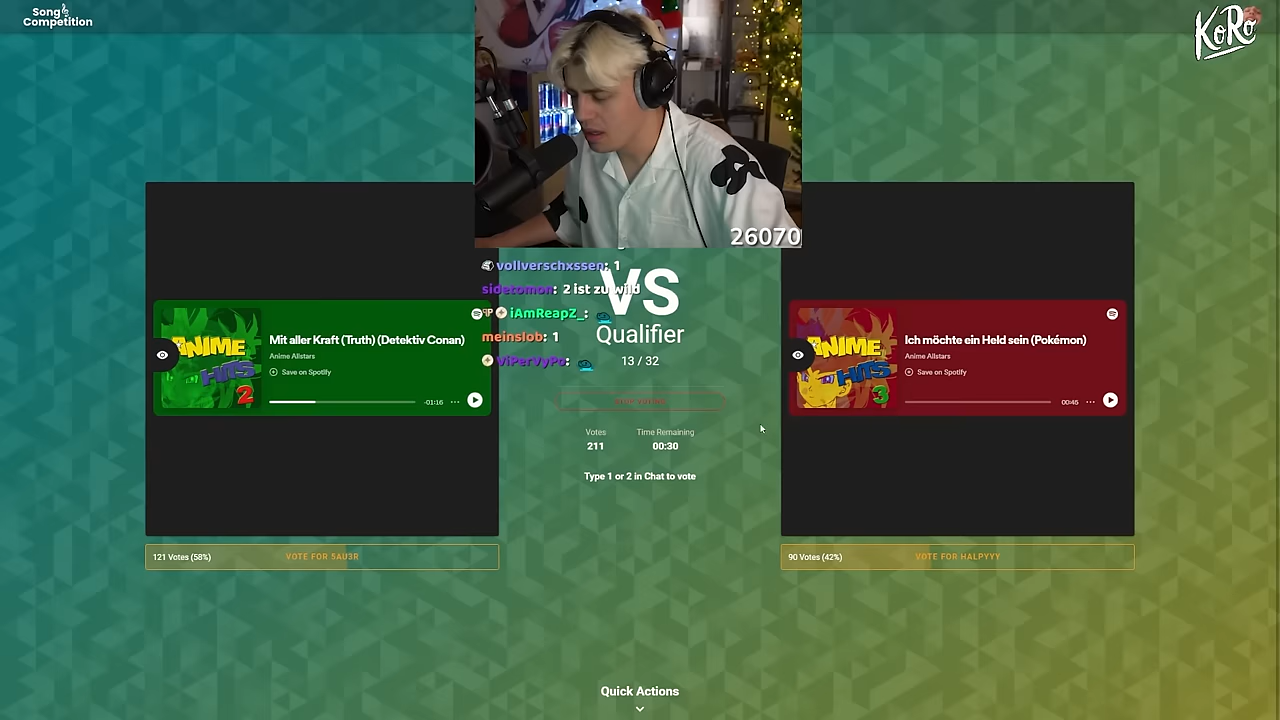 Song
Competition
KoRo
26070
vollverschxssen: 1
sidetomon: 2 ist zu wild
iAmReapZ_:
meinslob: 1
ViPerVyPo:
VS
Qualifier
13 / 32
STOP VOTING
Votes
211
Time Remaining
00:30
Type 1 or 2 in Chat to vote
ANIME
HITS
2
Mit aller Kraft (Truth) (Detektiv Conan)
Anime Allstars
Save on Spotify
-01:16
121 Votes (58%)
VOTE FOR 5AU3R
ANIME
HITS
3
Ich möchte ein Held sein (Pokémon)
Anime Allstars
Save on Spotify
00:45
90 Votes (42%)
VOTE FOR HALPYYY
Quick Actions